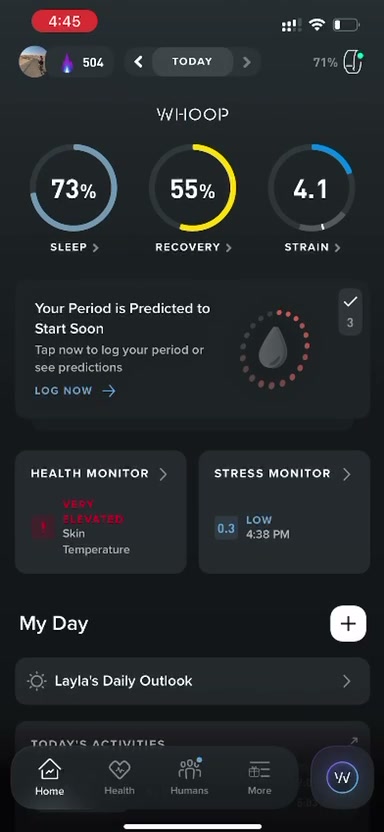 4:45
504
TODAY
71%
WHOOP
73%
55%
4.1
SLEEP
RECOVERY
STRAIN
Your Period is Predicted to
Start Soon
Tap now to log your period or
see predictions
LOG NOW
3
HEALTH MONITOR
VERY
ELEVATED
Skin
Temperature
STRESS MONITOR
0.3
LOW
4:38 PM
My Day
Layla's Daily Outlook
TODAY'S ACTIVITIES
Home
Health
Humans
More
W